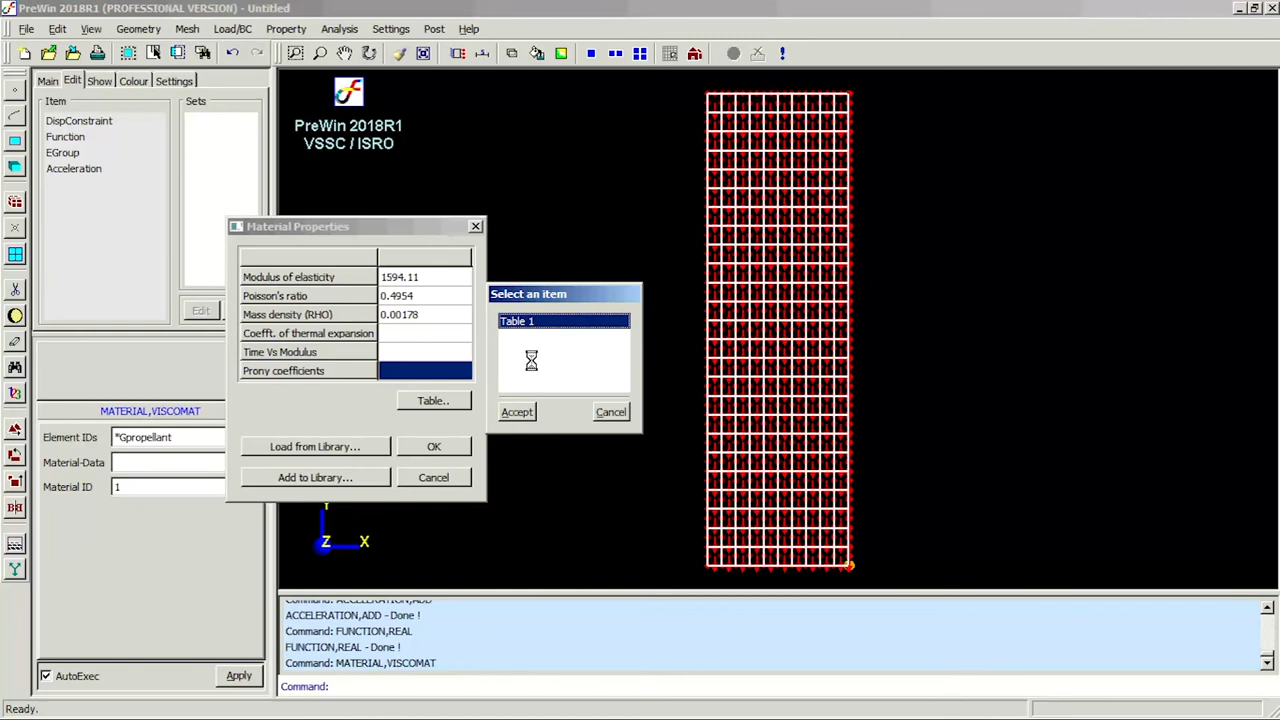 PreWin 2018R1 (PROFESSIONAL VERSION) - Untitled
File Edit View Geometry Mesh Load/BC Property Analysis Settings Post Help
Main Edit Show Colour Settings
Item Sets
DispConstraint
Function
EGroup
Acceleration
Edit
PreWin 2018R1
VSSC / ISRO
Material Properties
Modulus of elasticity 1594.11
Poisson's ratio 0.4954
Mass density (RHO) 0.00178
Coefft. of thermal expansion
Time Vs Modulus
Prony coefficients
Table..
Load from Library... OK
Add to Library... Cancel
Select an item
Table 1
Accept Cancel
MATERIAL,VISCOMAT
Element IDs *Gpropellant
Material-Data
Material ID 1
AutoExec Apply
Y
Z X
Command: ACCELERATION,ADD
ACCELERATION,ADD - Done !
Command: FUNCTION,REAL
FUNCTION,REAL - Done !
Command: MATERIAL,VISCOMAT
Command:
Ready.